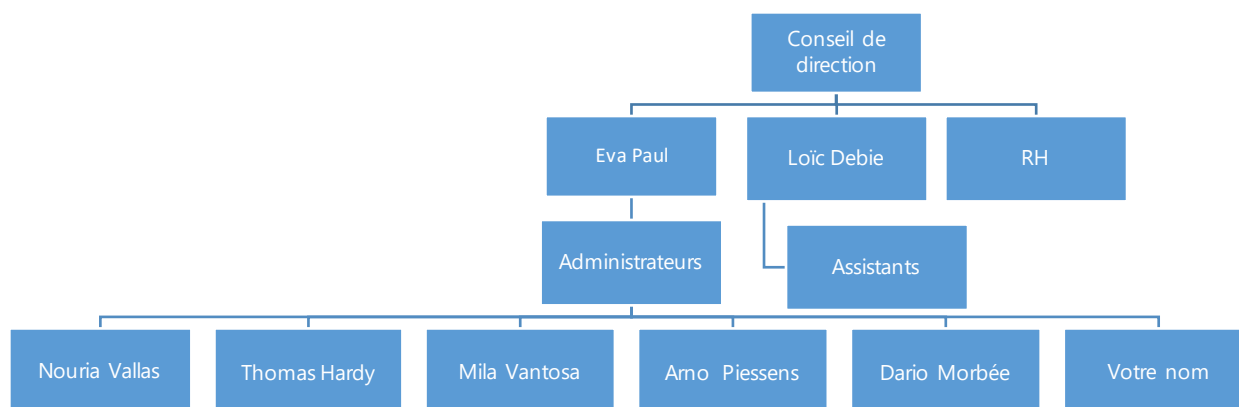 Conseil de
direction
Eva Paul
Loïc Debie
RH
Administrateurs
Assistants
Nouria Vallas
Thomas Hardy
Mila Vantosa
Arno Piessens
Dario Morbée
Votre nom